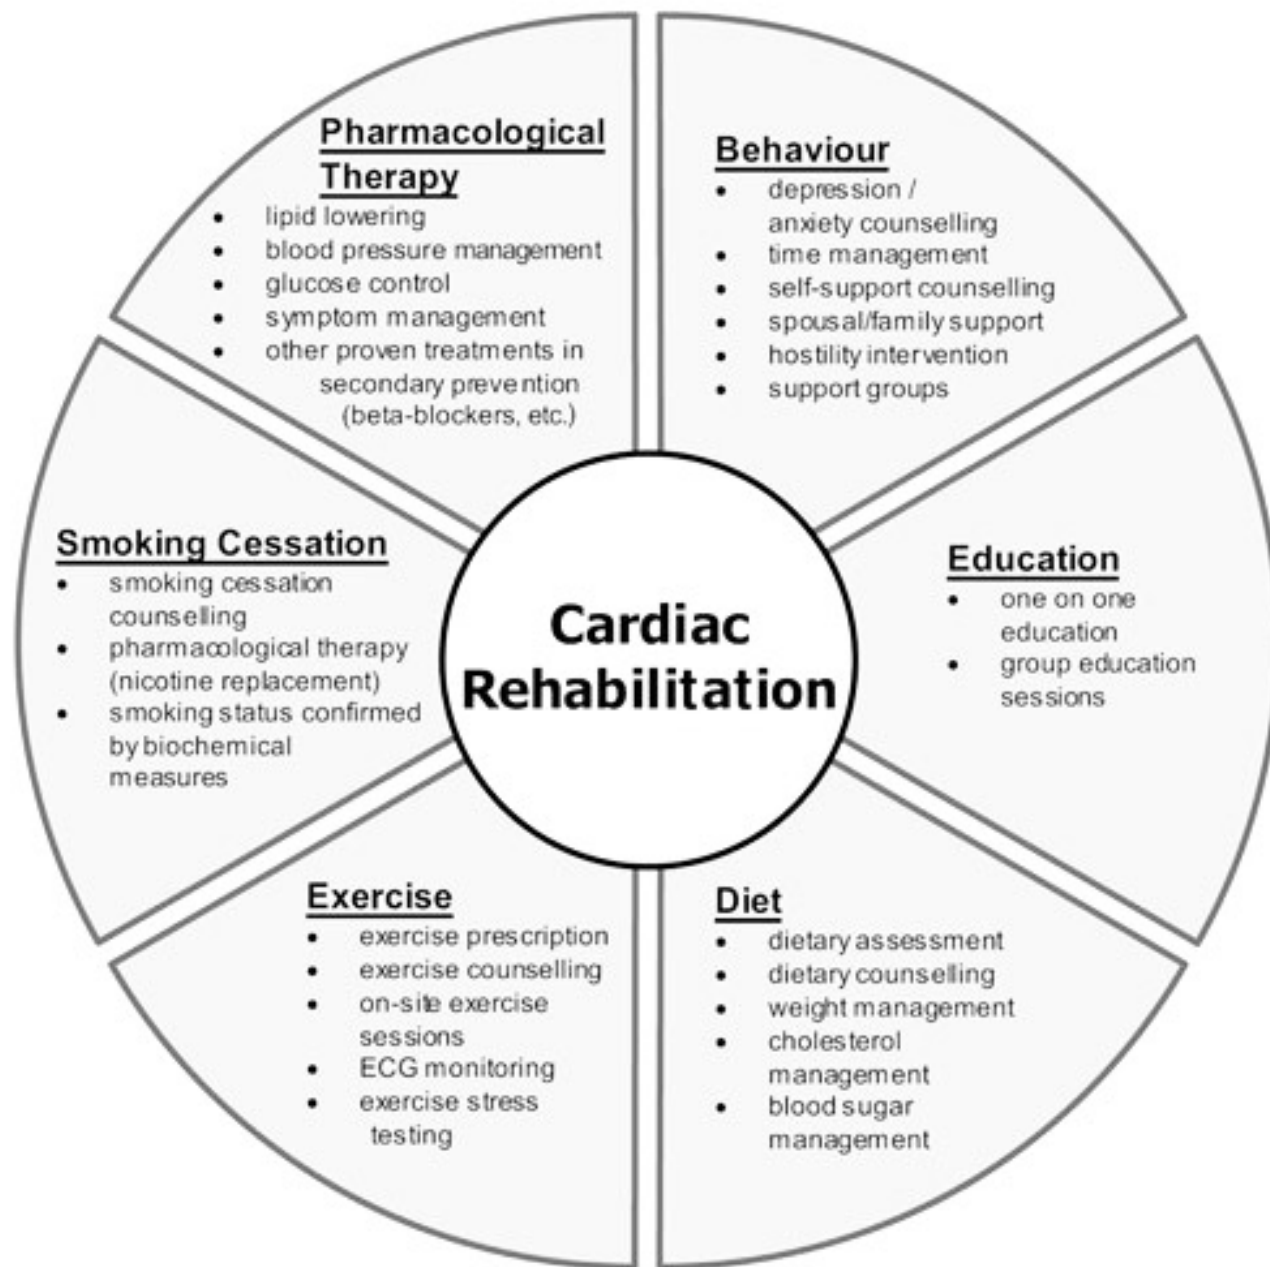 Pharmacological
Therapy
• lipid lowering
• blood pressure management
• glucose control
• symptom management
• other proven treatments in
secondary prevention
(beta-blockers, etc.)
Behaviour
• depression /
anxiety counselling
• time management
• self-support counselling
• spousal/family support
• hostility intervention
• support groups
Smoking Cessation
• smoking cessation
counselling
• pharmacological therapy
(nicotine replacement)
• smoking status confirmed
by biochemical
measures
Cardiac
Rehabilitation
Education
• one on one
education
• group education
sessions
Exercise
• exercise prescription
• exercise counselling
• on-site exercise
sessions
• ECG monitoring
• exercise stress
testing
Diet
• dietary assessment
• dietary counselling
• weight management
• cholesterol
management
• blood sugar
management